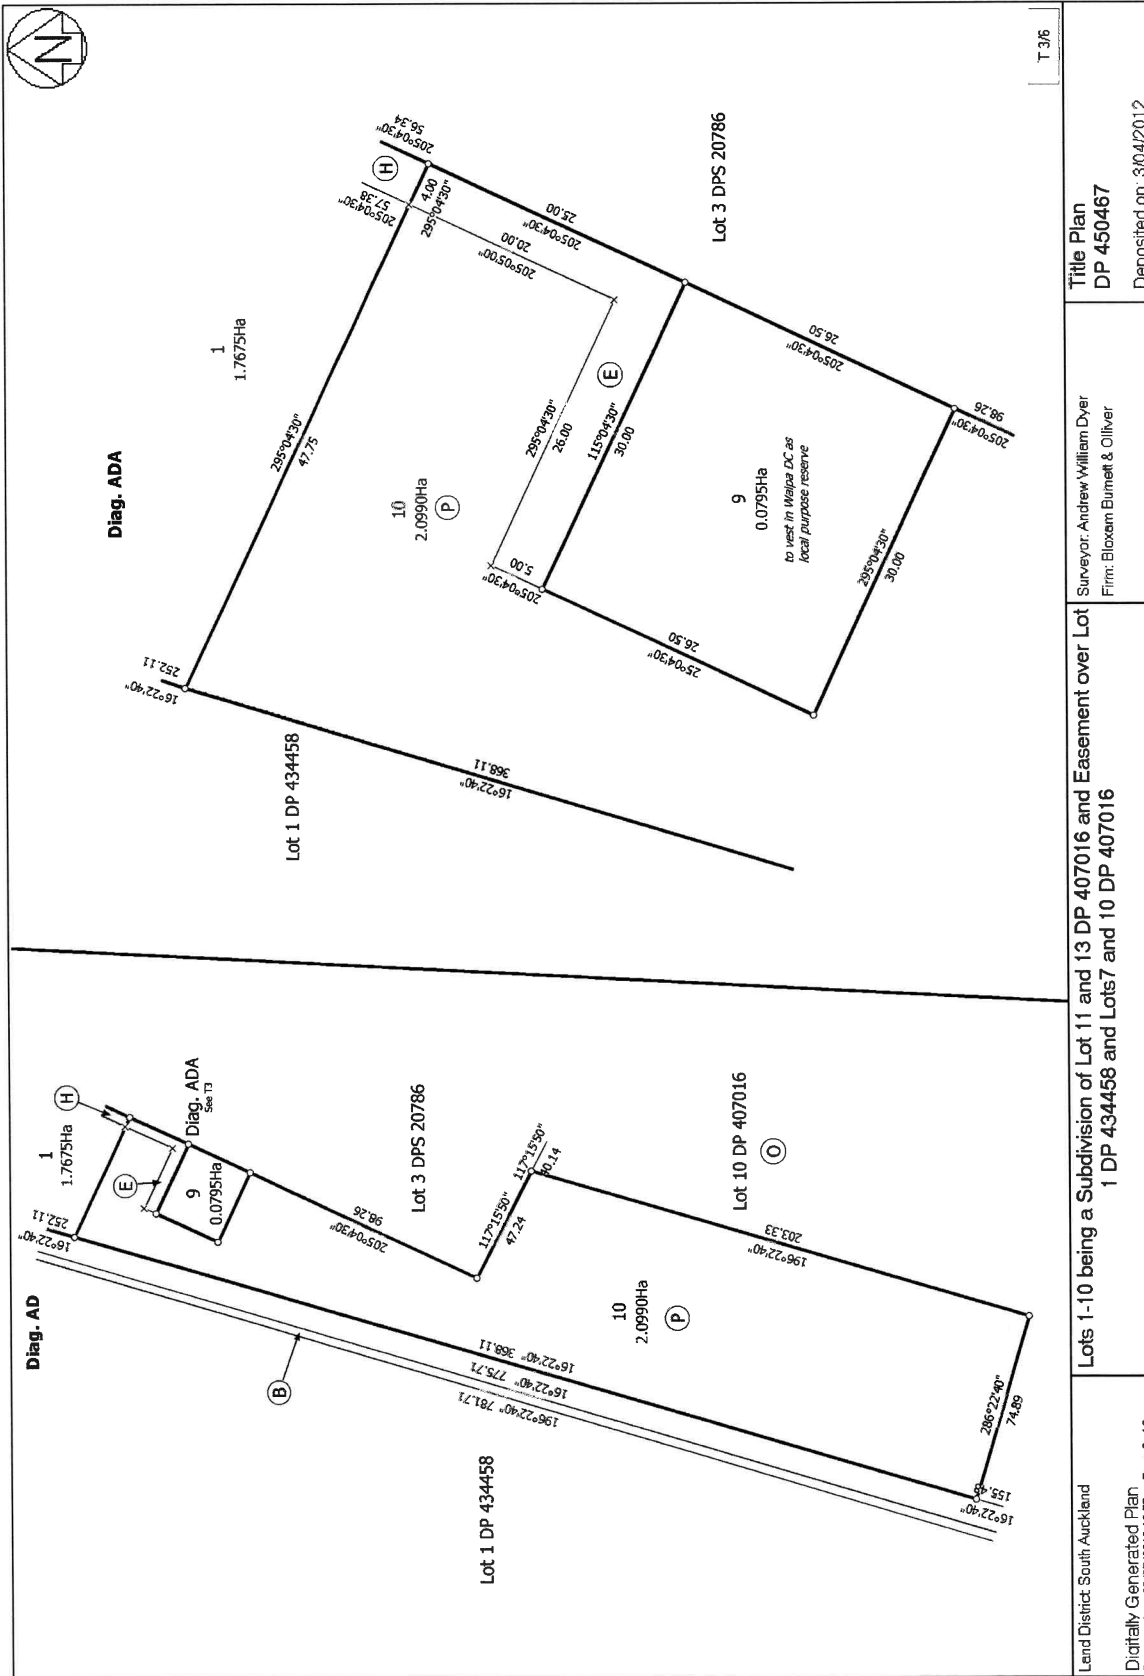 N
Diag. AD
Diag. ADA
T 3/6
16°22'40"
252.11
1
1.7675Ha
H
E
9
0.0795Ha
Diag. ADA
See T3
B
205°04'30"
98.26
Lot 3 DPS 20786
117°15'50"
47.24
117°15'50"
10
2.0990Ha
P
Lot 10 DP 407016
O
196°22'40"
203.33
16°22'40" 368.11
16°22'40" 775.71
196°22'40" 781.71
Lot 1 DP 434458
286°22'40"
74.89
16°22'40"
155.48
16°22'40"
252.11
Lot 1 DP 434458
16°22'40"
368.11
295°04'30"
47.75
1
1.7675Ha
205°04'30"
57.38
H
205°04'30"
56.34
4.00
295°04'30"
10
2.0990Ha
P
205°05'00"
20.00
205°04'30"
25.00
Lot 3 DPS 20786
295°04'30"
26.00
E
205°04'30"
5.00
115°04'30"
30.00
25°04'30"
26.50
9
0.0795Ha
to vest in Waipa DC as
local purpose reserve
205°04'30"
26.50
295°04'30"
30.00
205°04'30"
98.26
Land District: South Auckland
Digitally Generated Plan
Lots 1-10 being a Subdivision of Lot 11 and 13 DP 407016 and Easement over Lot
1 DP 434458 and Lots7 and 10 DP 407016
Surveyor: Andrew William Dyer
Firm: Bloxam Burnett & Olliver
Title Plan
DP 450467
Deposited on: 3/04/2012